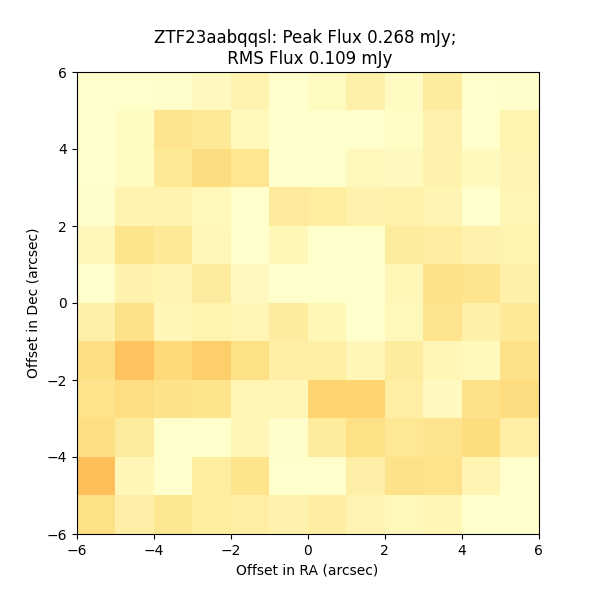 ZTF23aabqqsl: Peak Flux 0.268 mJy;
RMS Flux 0.109 mJy
6
4
2
0
−2
−4
−6
Offset in Dec (arcsec)
−6 −4 −2 0 2 4 6
Offset in RA (arcsec)